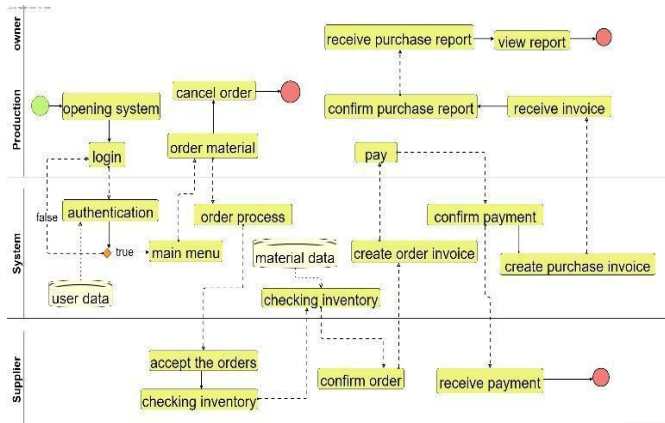 owner
receive purchase report
view report
Production
cancel order
opening system
confirm purchase report
receive invoice
order material
login
pay
System
false
authentication
order process
confirm payment
true
main menu
material data
create order invoice
create purchase invoice
user data
checking inventory
Supplier
accept the orders
checking inventory
confirm order
receive payment